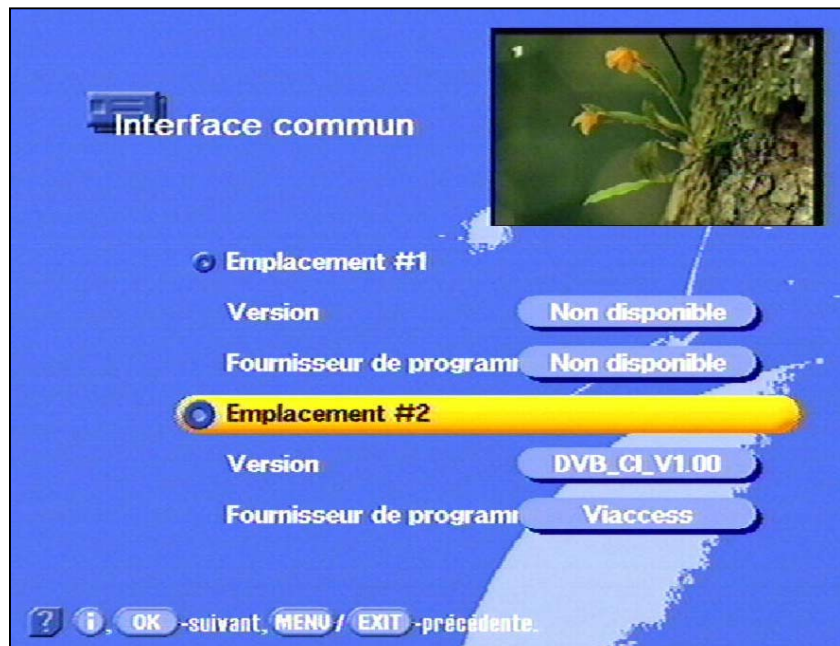 Interface commun
Emplacement #1
Version Non disponible
Fournisseur de programm Non disponible
Emplacement #2
Version DVB_CI_V1.00
Fournisseur de programm Viaccess
? i, OK -suivant, MENU / EXIT -précédente.